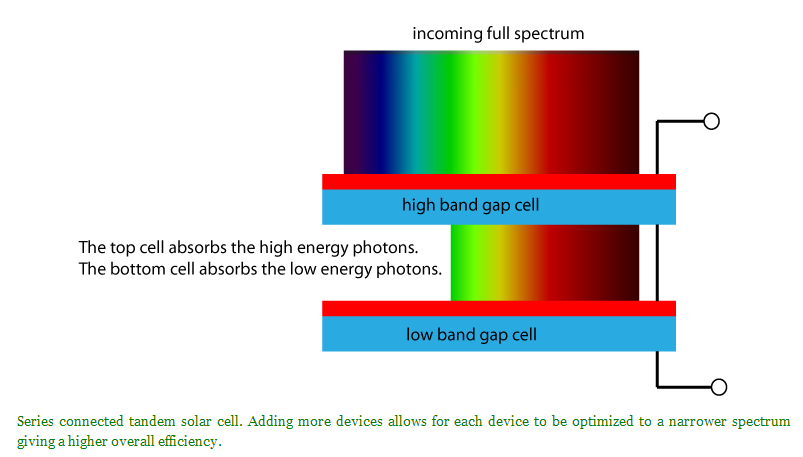 incoming full spectrum
high band gap cell
The top cell absorbs the high energy photons.
The bottom cell absorbs the low energy photons.
low band gap cell
Series connected tandem solar cell. Adding more devices allows for each device to be optimized to a narrower spectrum
giving a higher overall efficiency.